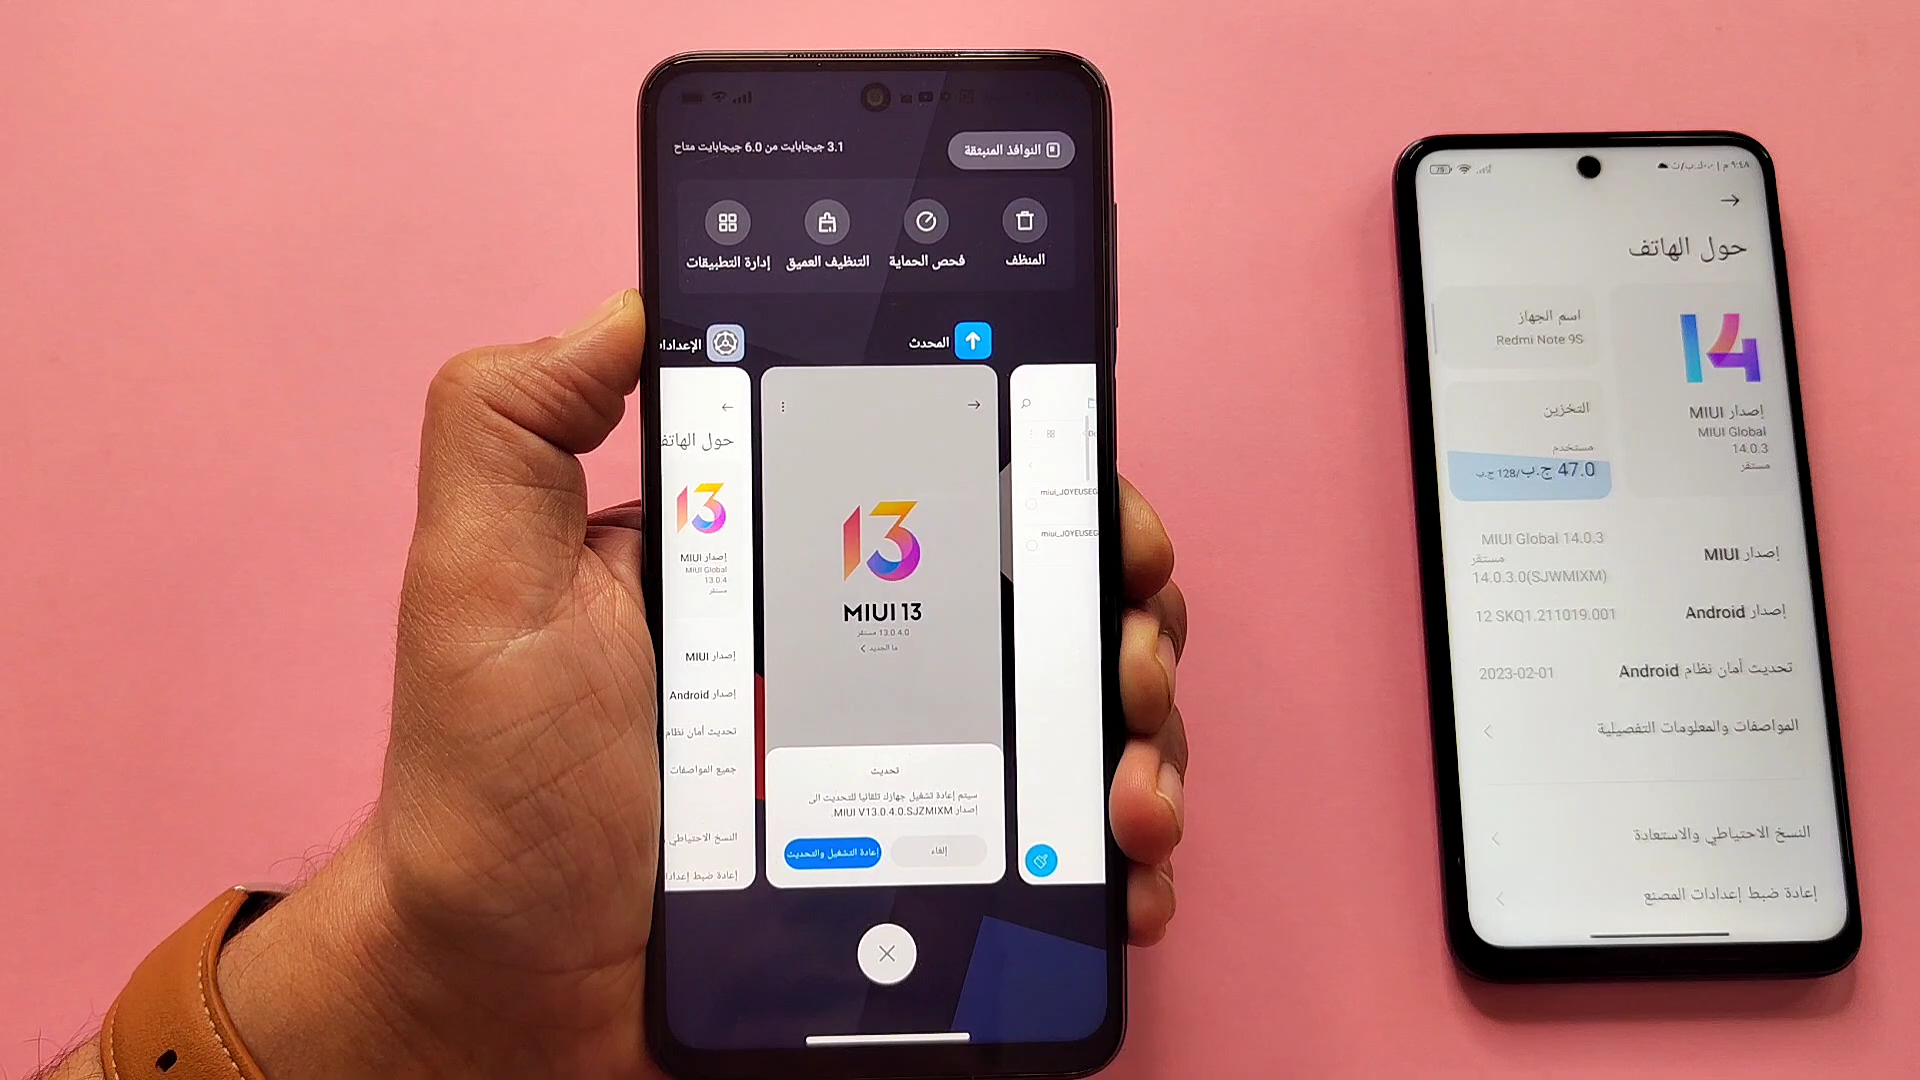 3.1 جيجابايت من 6.0 جيجابايت متاح
النوافذ المنبثقة
المنظف
فحص الحماية
التنظيف العميق
إدارة التطبيقات
المحدث
13
MIUI 13
13.0.4.0 مستقر
ما الجديد
تحديث
سيتم إعادة تشغيل جهازك تلقائيا للتحديث الى
إصدار MIUI V13.0.4.0.SJZMIXM.
إلغاء
إعادة التشغيل والتحديث
13
إصدار MIUI
MIUI Global
13.0.4
مستقر
إصدار MIUI
إصدار Android
تحديث أمان نظام
جميع المواصفات
النسخ الاحتياطي
miui_JOYEUSEG
miui_JOYEUSEG
٩:٤٨ م
حول الهاتف
14
إصدار MIUI
MIUI Global
14.0.3
مستقر
اسم الجهاز
Redmi Note 9S
التخزين
مستخدم
47.0 ج.ب/128 ج.ب
إصدار MIUI
MIUI Global 14.0.3
مستقر
14.0.3.0(SJWMIXM)
إصدار Android
12 SKQ1.211019.001
تحديث أمان نظام Android
2023-02-01
المواصفات والمعلومات التفصيلية
النسخ الاحتياطي والاستعادة
إعادة ضبط إعدادات المصنع